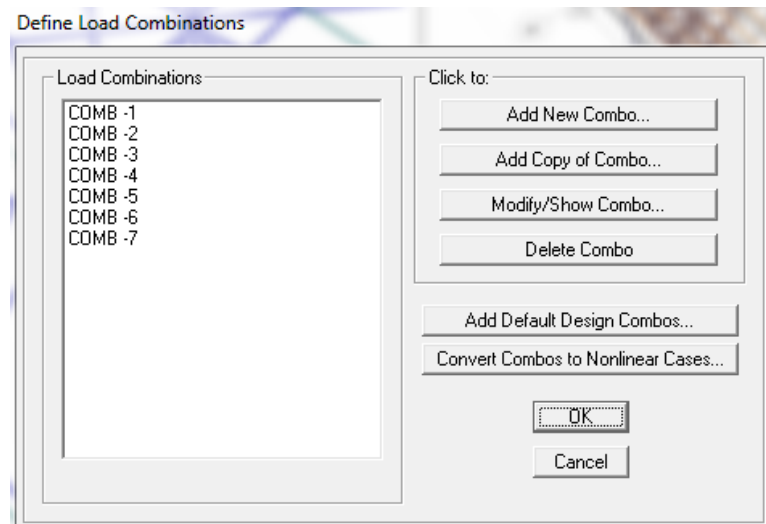 Define Load Combinations
Load Combinations
COMB -1
COMB -2
COMB -3
COMB -4
COMB -5
COMB -6
COMB -7
Click to:
Add New Combo...
Add Copy of Combo...
Modify/Show Combo...
Delete Combo
Add Default Design Combos...
Convert Combos to Nonlinear Cases...
OK
Cancel